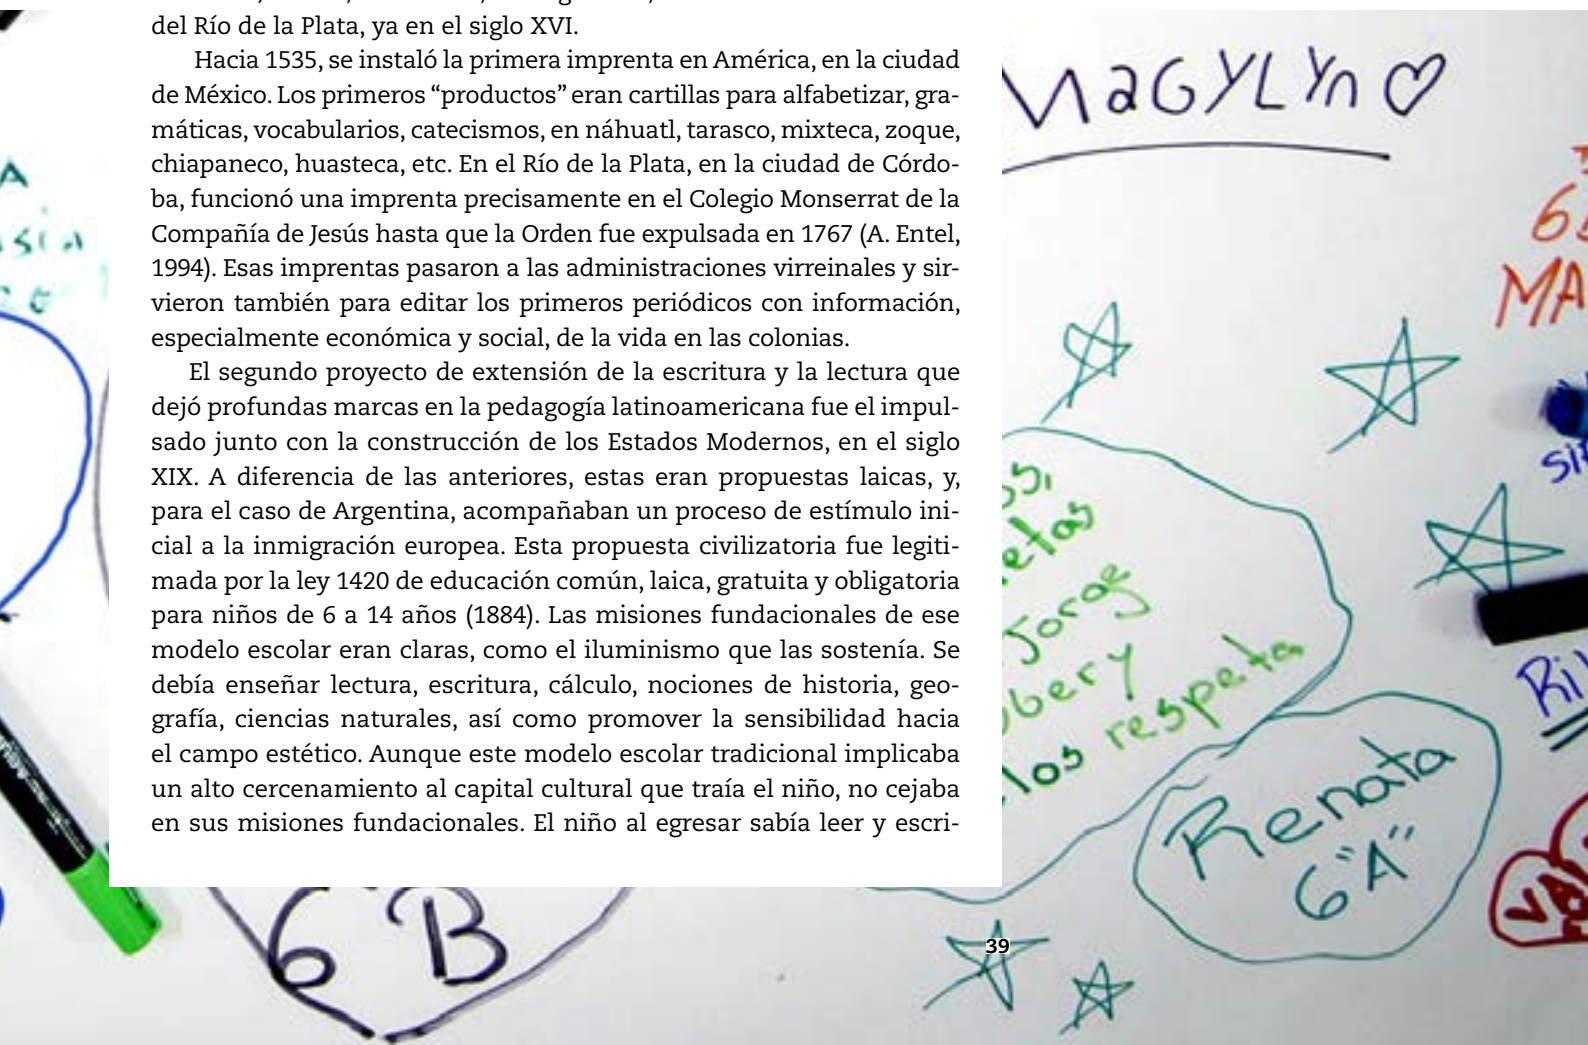 del Río de la Plata, ya en el siglo XVI.
Hacia 1535, se instaló la primera imprenta en América, en la ciudad
de México. Los primeros “productos” eran cartillas para alfabetizar, gra-
máticas, vocabularios, catecismos, en náhuatl, tarasco, mixteca, zoque,
chiapaneco, huasteca, etc. En el Río de la Plata, en la ciudad de Córdo-
ba, funcionó una imprenta precisamente en el Colegio Monserrat de la
Compañía de Jesús hasta que la Orden fue expulsada en 1767 (A. Entel,
1994). Esas imprentas pasaron a las administraciones virreinales y sir-
vieron también para editar los primeros periódicos con información,
especialmente económica y social, de la vida en las colonias.
El segundo proyecto de extensión de la escritura y la lectura que
dejó profundas marcas en la pedagogía latinoamericana fue el impul-
sado junto con la construcción de los Estados Modernos, en el siglo
XIX. A diferencia de las anteriores, estas eran propuestas laicas, y,
para el caso de Argentina, acompañaban un proceso de estímulo ini-
cial a la inmigración europea. Esta propuesta civilizatoria fue legiti-
mada por la ley 1420 de educación común, laica, gratuita y obligatoria
para niños de 6 a 14 años (1884). Las misiones fundacionales de ese
modelo escolar eran claras, como el iluminismo que las sostenía. Se
debía enseñar lectura, escritura, cálculo, nociones de historia, geo-
grafía, ciencias naturales, así como promover la sensibilidad hacia
el campo estético. Aunque este modelo escolar tradicional implicaba
un alto cercenamiento al capital cultural que traía el niño, no cejaba
en sus misiones fundacionales. El niño al egresar sabía leer y escri-
MaGYLYn
Jorge
los respeta
Renata
6"A"
6 B
39